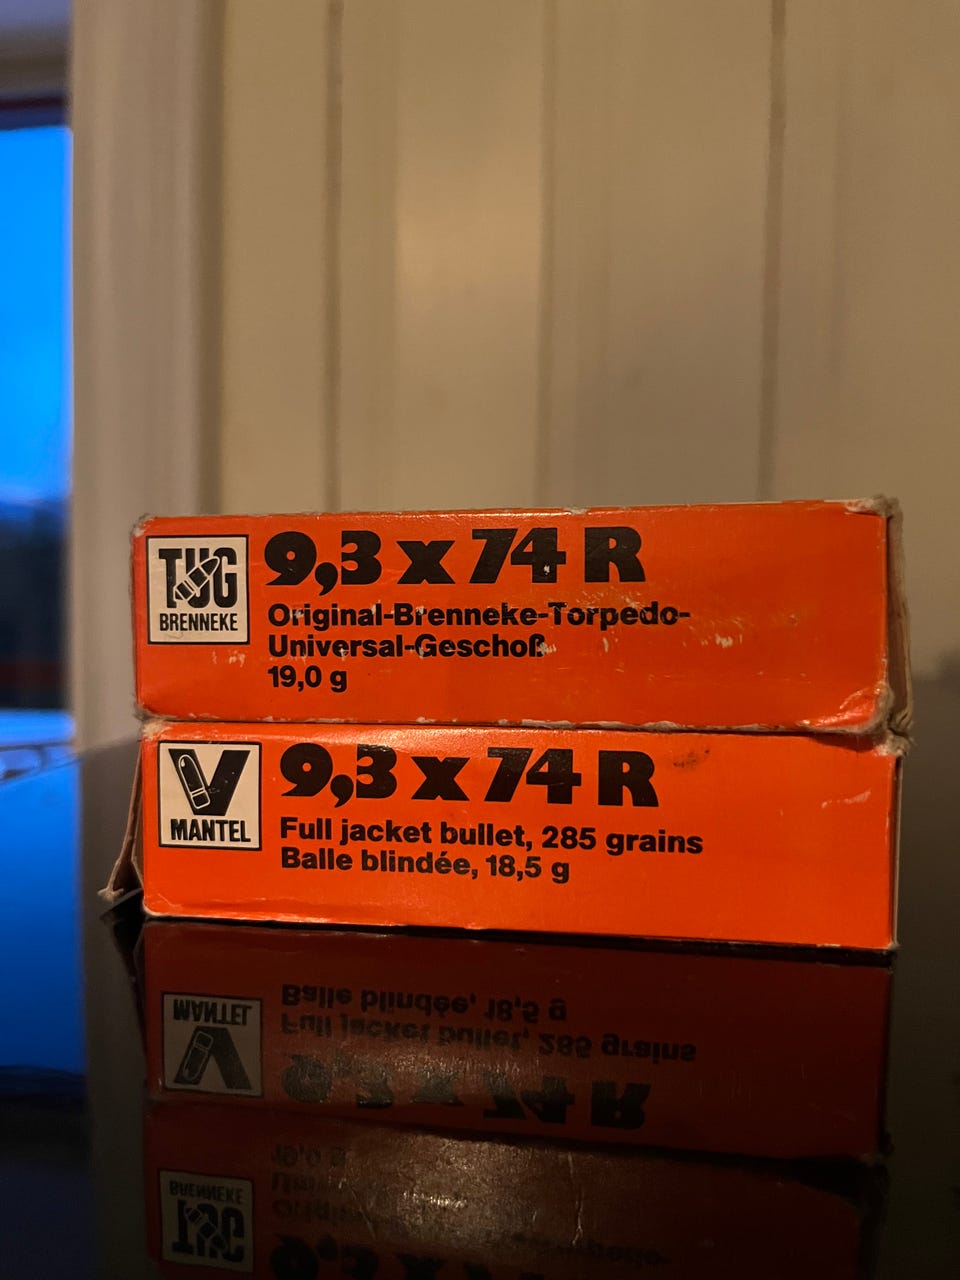 TUG
BRENNEKE
9,3 x 74 R
Original-Brenneke-Torpedo-
Universal-Geschoß
19,0 g
V
MANTEL
9,3 x 74 R
Full jacket bullet, 285 grains
Balle blindée, 18,5 g